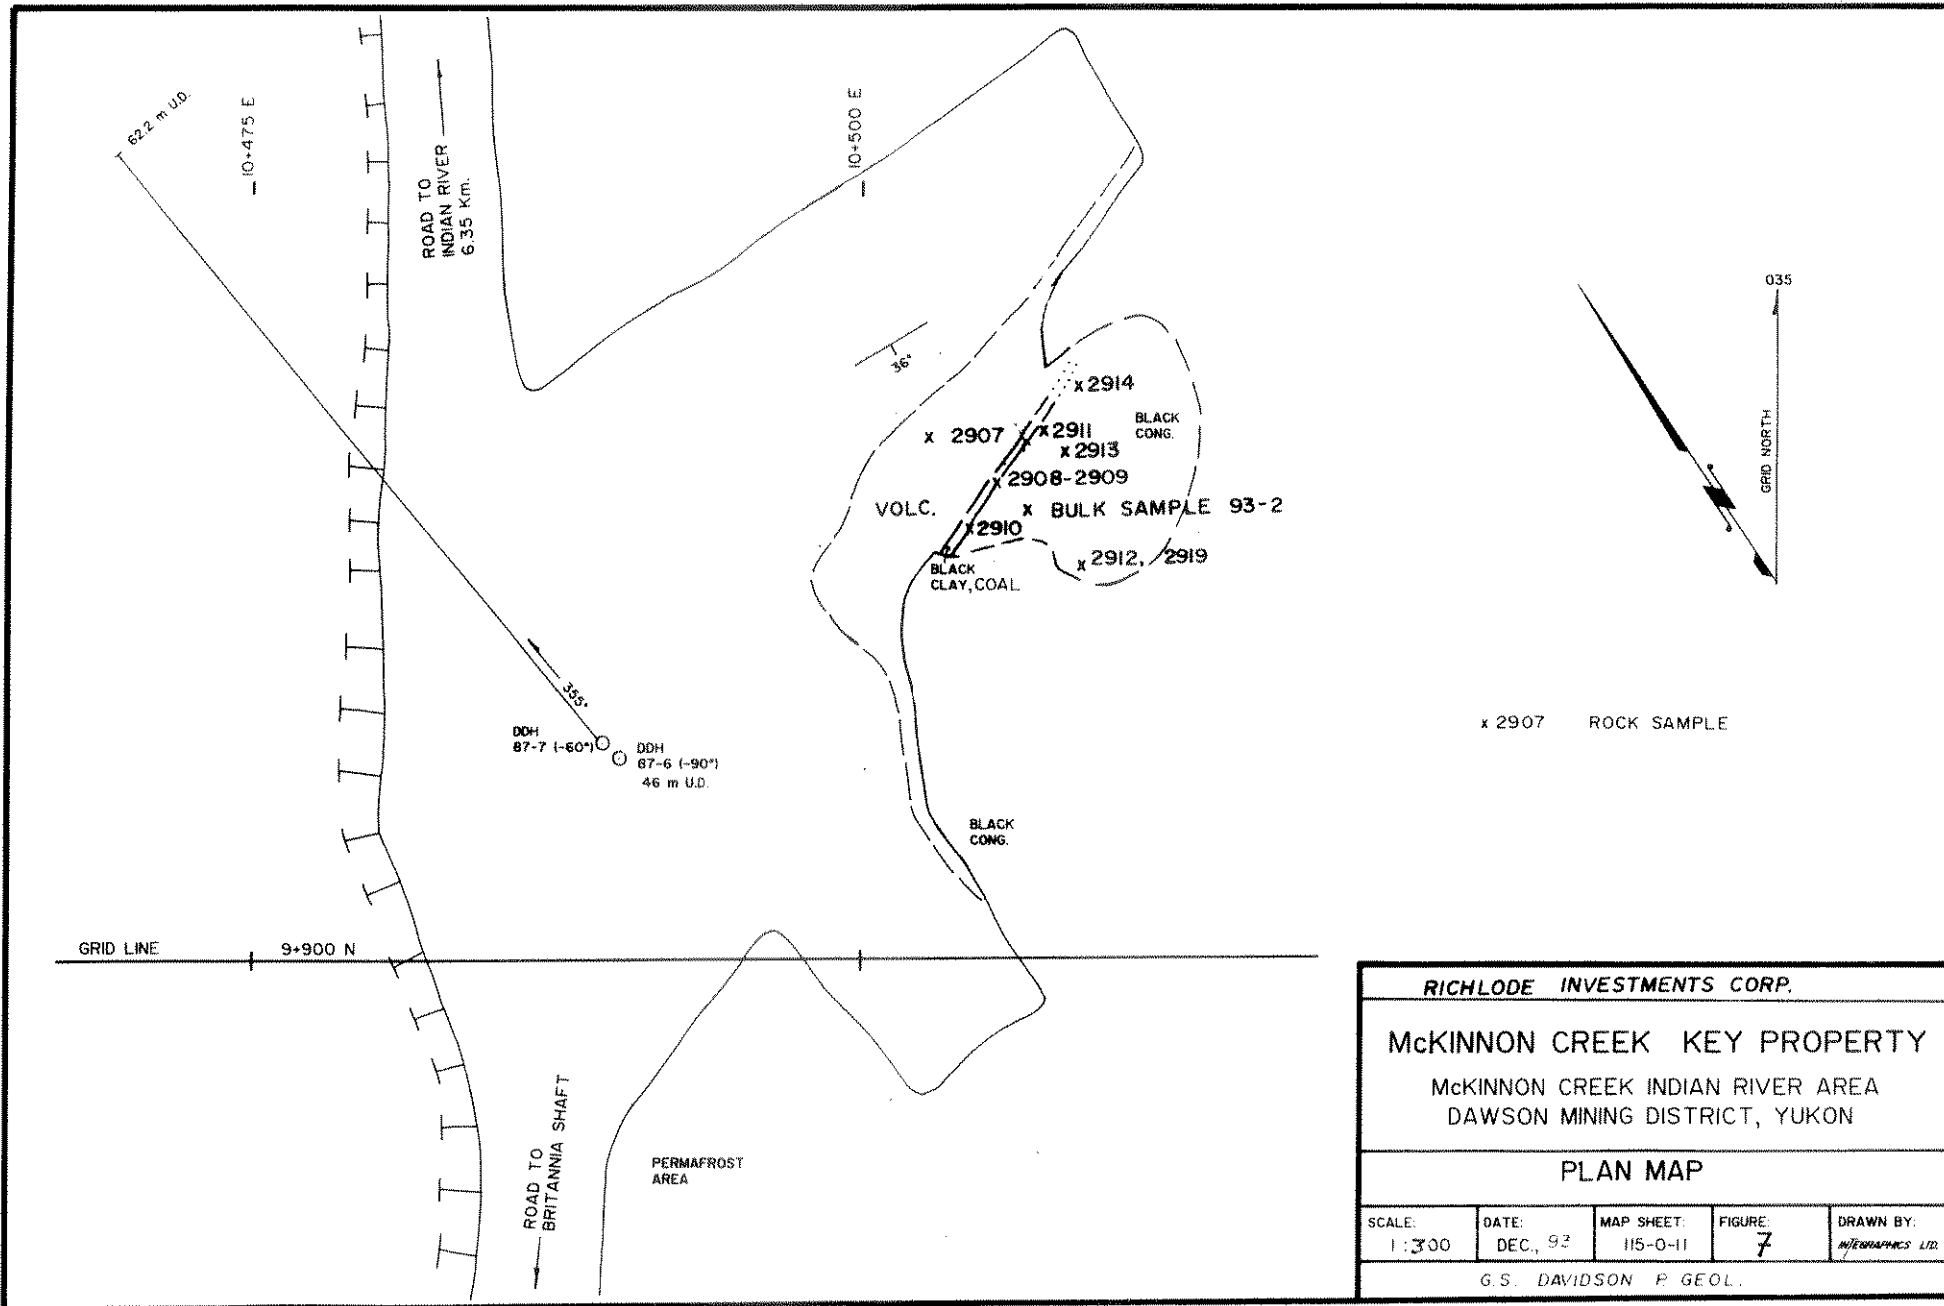 62.2 m U.D.
10+475 E
ROAD TO
INDIAN RIVER
6.35 Km.
10+500 E
36°
x 2914
x 2907
x 2911
BLACK
CONG.
x 2913
x 2908-2909
VOLC.
x BULK SAMPLE 93-2
x 2910
x 2912, 2919
BLACK
CLAY, COAL
035
GRID NORTH
355°
DDH
87-7 (-60°)
DDH
87-6 (-90°)
46 m U.D.
x 2907 ROCK SAMPLE
BLACK
CONG.
GRID LINE
9+900 N
ROAD TO
BRITANNIA SHAFT
PERMAFROST
AREA
RICHLODE INVESTMENTS CORP.
McKINNON CREEK KEY PROPERTY
McKINNON CREEK INDIAN RIVER AREA
DAWSON MINING DISTRICT, YUKON
PLAN MAP
SCALE:
1:300
DATE:
DEC., 93
MAP SHEET:
115-O-11
FIGURE:
7
DRAWN BY:
INTEGRAPHICS LTD.
G.S. DAVIDSON P. GEOL.